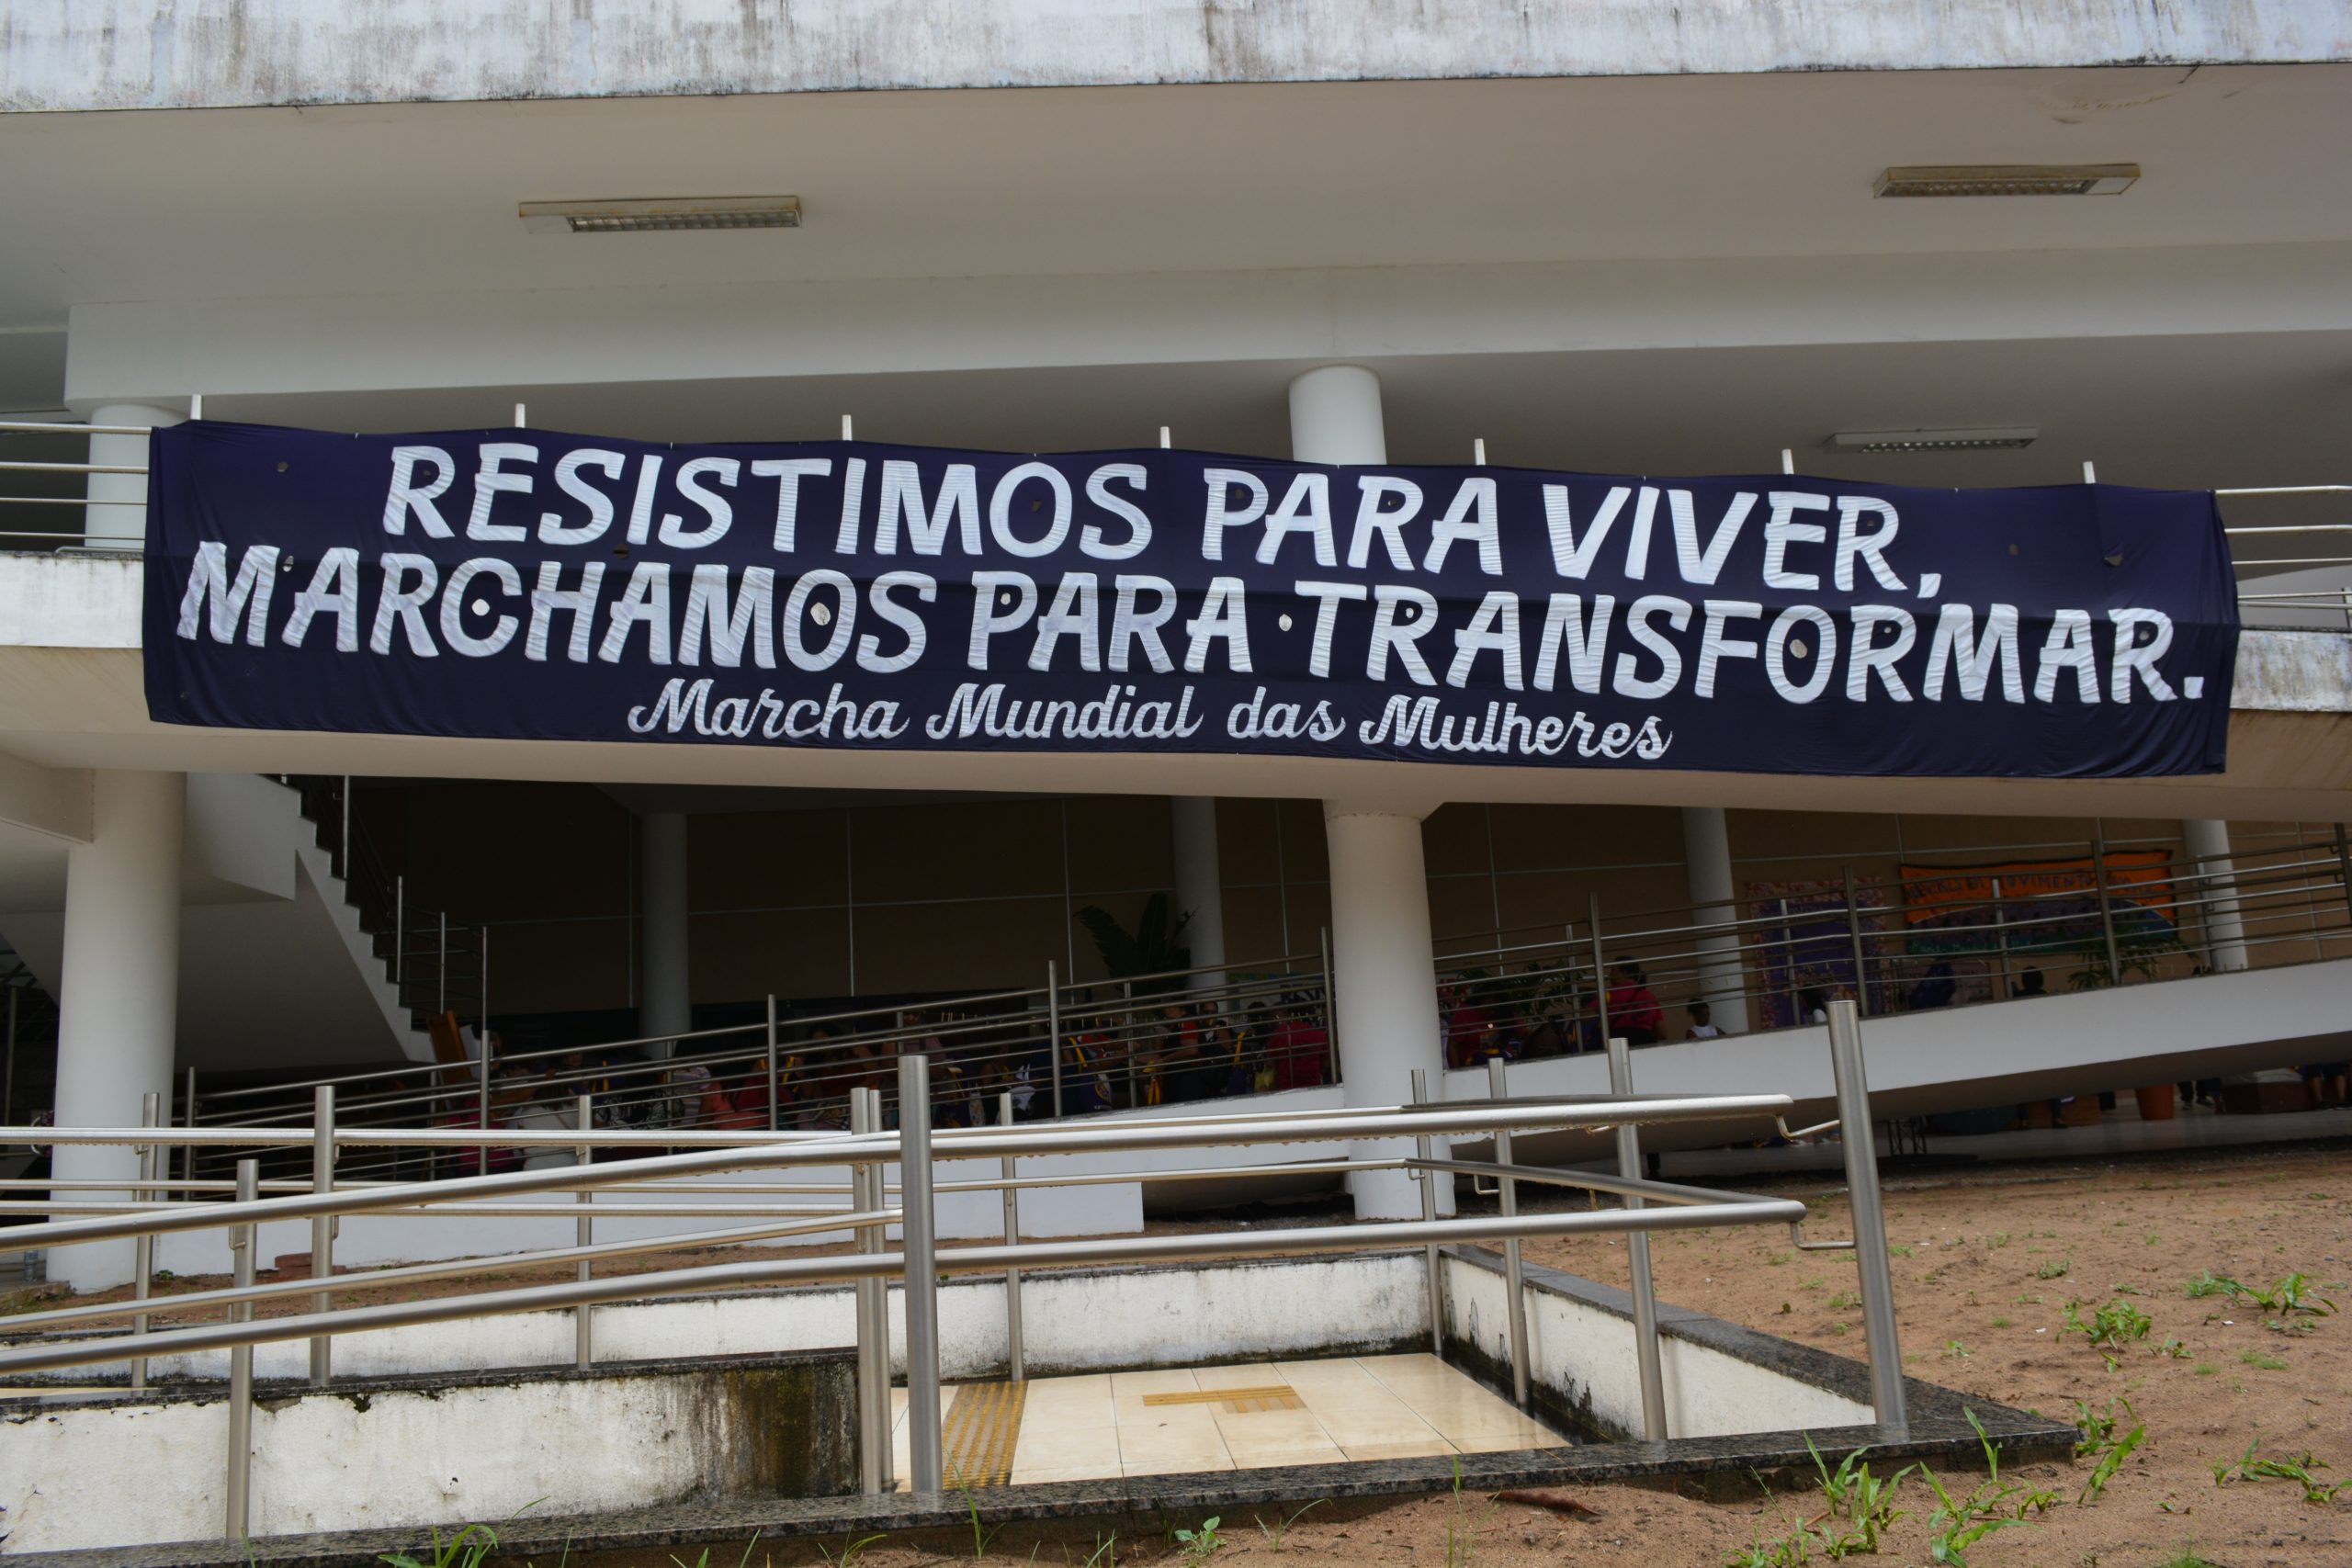 RESISTIMOS PARA VIVER,
MARCHAMOS PARA TRANSFORMAR.
Marcha Mundial das Mulheres